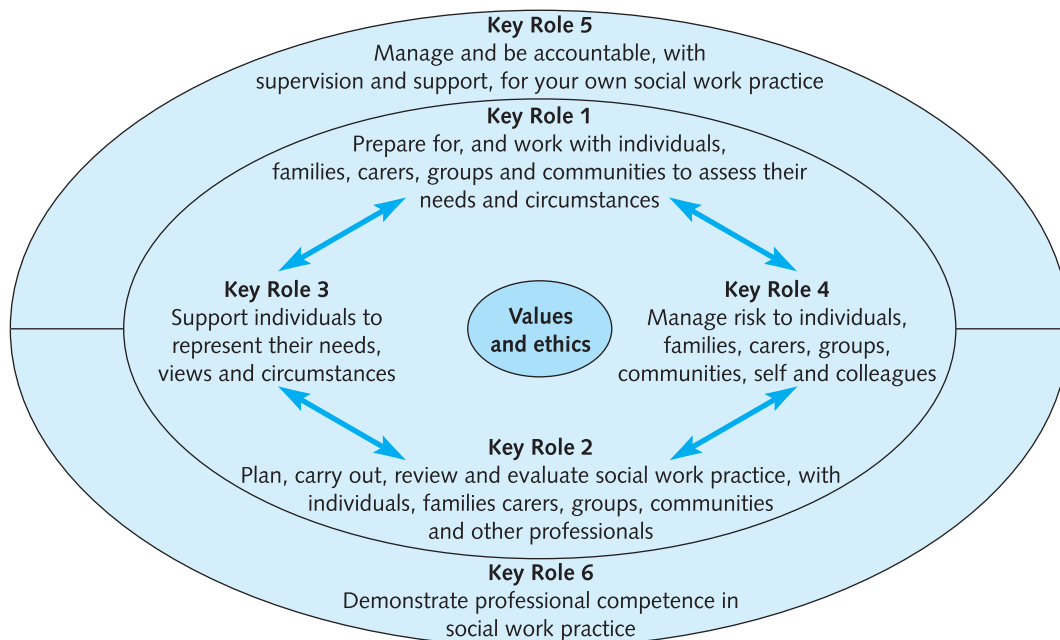 Key Role 5
Manage and be accountable, with
supervision and support, for your own social work practice
Key Role 1
Prepare for, and work with individuals,
families, carers, groups and communities to assess their
needs and circumstances
Key Role 3
Support individuals to
represent their needs,
views and circumstances
Values
and ethics
Key Role 4
Manage risk to individuals,
families, carers, groups,
communities, self and colleagues
Key Role 2
Plan, carry out, review and evaluate social work practice, with
individuals, families carers, groups, communities
and other professionals
Key Role 6
Demonstrate professional competence in
social work practice